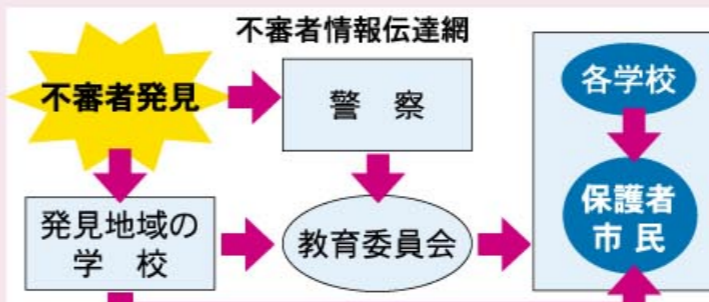 不審者情報伝達網
不審者発見
警　察
各学校
保護者
市 民
発見地域の
学　校
教育委員会